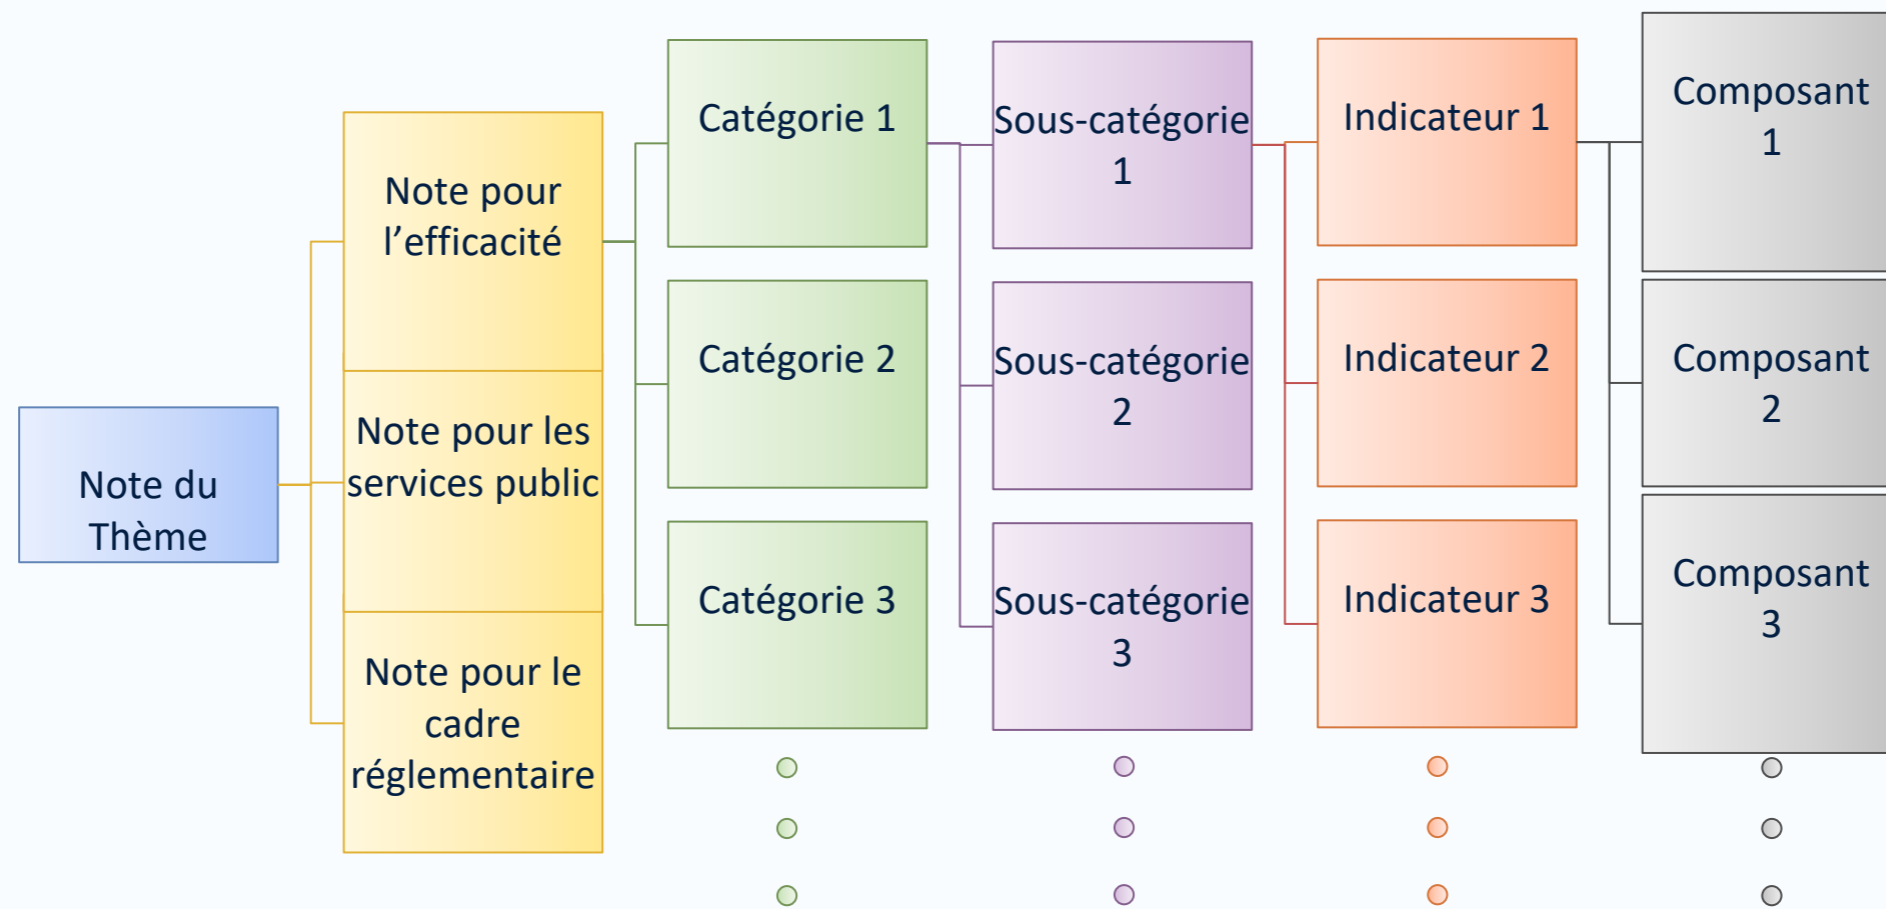 Note du
Thème
Note pour
l’efficacité
Note pour les
services public
Note pour le
cadre
réglementaire
Catégorie 1
Catégorie 2
Catégorie 3
Sous-catégorie
1
Sous-catégorie
2
Sous-catégorie
3
Indicateur 1
Indicateur 2
Indicateur 3
Composant
1
Composant
2
Composant
3